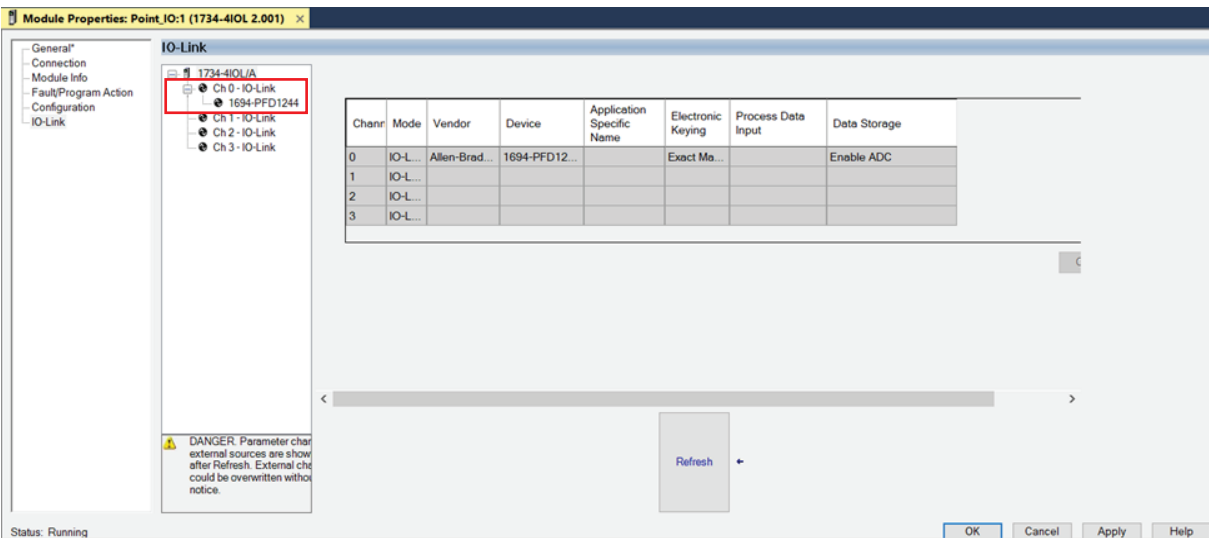 Module Properties: Point_IO:1 (1734-4IOL 2.001) ×
General*
Connection
Module Info
Fault/Program Action
Configuration
IO-Link
IO-Link
1734-4IOL/A
Ch 0 - IO-Link
1694-PFD1244
Ch 1 - IO-Link
Ch 2 - IO-Link
Ch 3 - IO-Link
Chann Mode Vendor Device Application Specific Name Electronic Keying Process Data Input Data Storage
0 IO-L... Allen-Brad... 1694-PFD12... Exact Ma... Enable ADC
1 IO-L...
2 IO-L...
3 IO-L...
DANGER. Parameter char
external sources are show
after Refresh. External cha
could be overwritten withou
notice.
Refresh
Status: Running
OK Cancel Apply Help